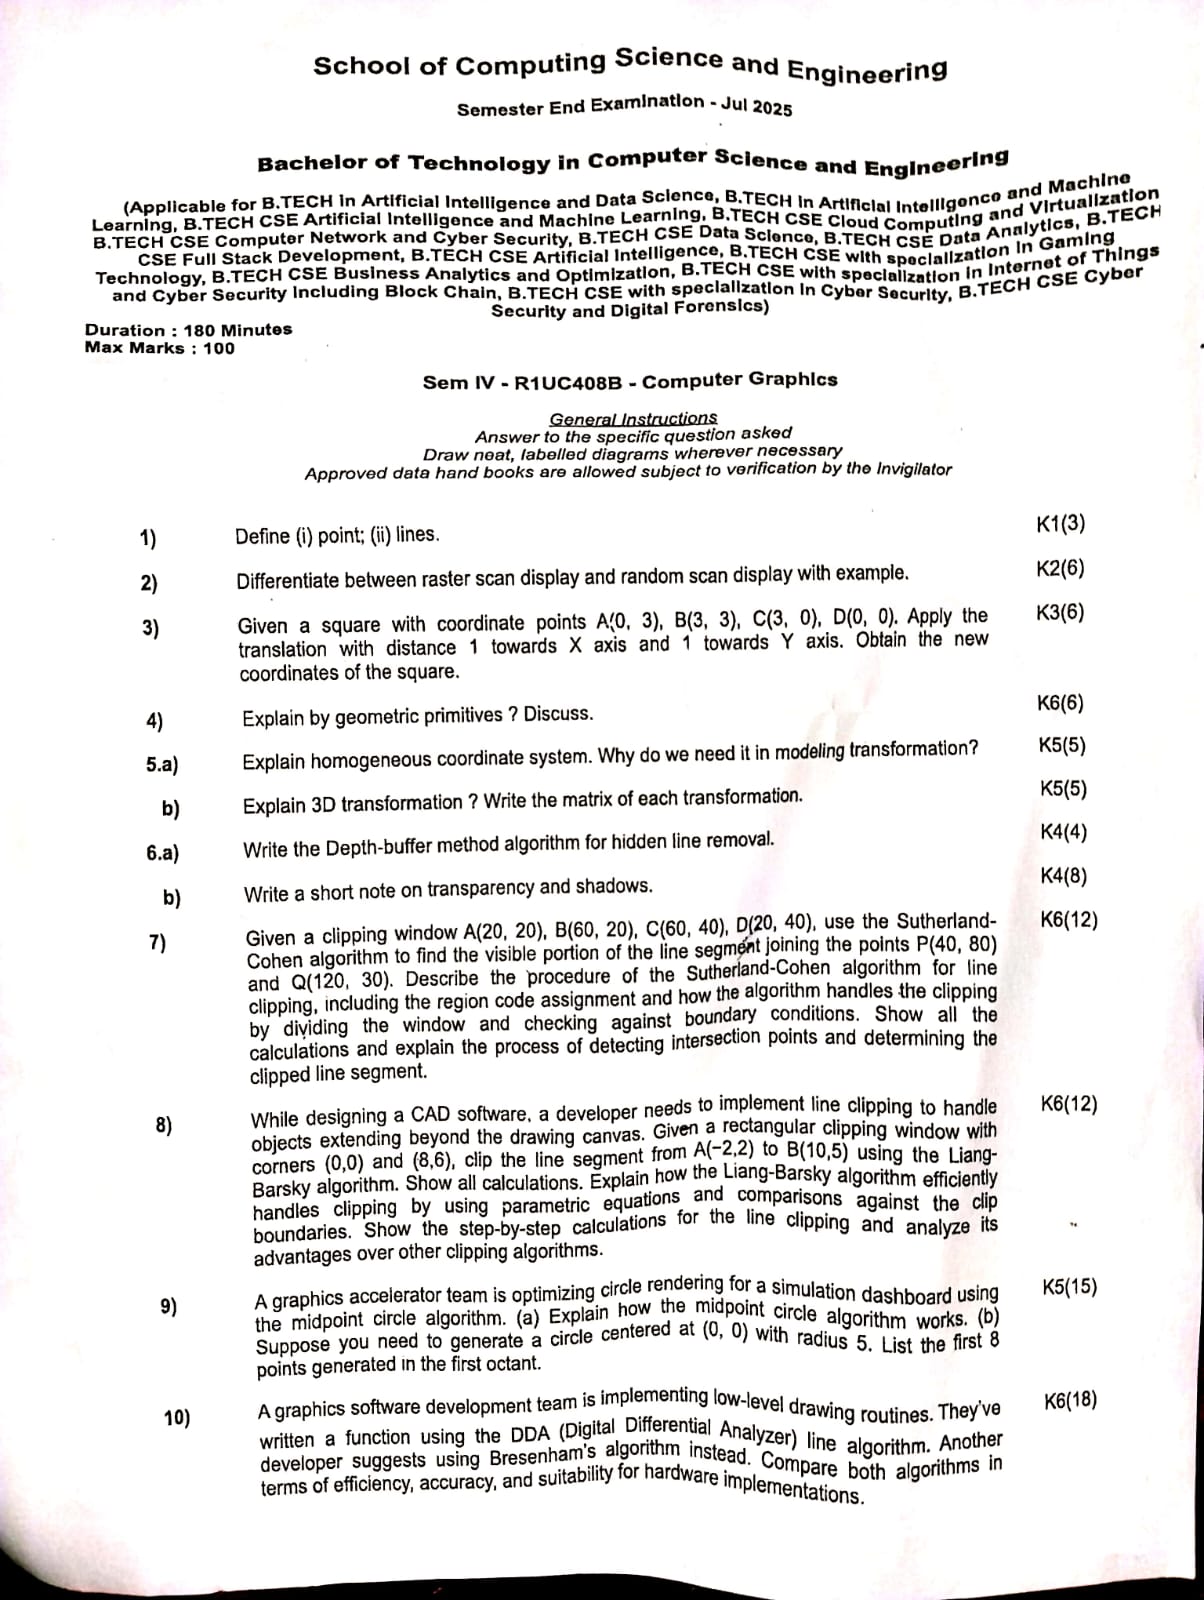 School of Computing Science and Engineering
Semester End Examination - Jul 2025
Bachelor of Technology in Computer Science and Engineering
(Applicable for B.TECH in Artificial Intelligence and Data Science, B.TECH in Artificial Intelligence and Machine
Learning, B.TECH CSE Artificial Intelligence and Machine Learning, B.TECH CSE Cloud Computing and Virtualization
B.TECH CSE Computer Network and Cyber Security, B.TECH CSE Data Science, B.TECH CSE Data Analytics, B.TECH
CSE Full Stack Development, B.TECH CSE Artificial Intelligence, B.TECH CSE with specialization in Gaming
Technology, B.TECH CSE Business Analytics and Optimization, B.TECH CSE with specialization in Internet of Things
and Cyber Security Including Block Chain, B.TECH CSE with specialization in Cyber Security, B.TECH CSE Cyber
Security and Digital Forensics)
Duration : 180 Minutes
Max Marks : 100
Sem IV - R1UC408B - Computer Graphics
General Instructions
Answer to the specific question asked
Draw neat, labelled diagrams wherever necessary
Approved data hand books are allowed subject to verification by the Invigilator
1) Define (i) point; (ii) lines. K1(3)
2) Differentiate between raster scan display and random scan display with example. K2(6)
3) Given a square with coordinate points A(0, 3), B(3, 3), C(3, 0), D(0, 0). Apply the K3(6)
translation with distance 1 towards X axis and 1 towards Y axis. Obtain the new
coordinates of the square.
4) Explain by geometric primitives ? Discuss. K6(6)
5.a) Explain homogeneous coordinate system. Why do we need it in modeling transformation? K5(5)
b) Explain 3D transformation ? Write the matrix of each transformation. K5(5)
6.a) Write the Depth-buffer method algorithm for hidden line removal. K4(4)
b) Write a short note on transparency and shadows. K4(8)
7) Given a clipping window A(20, 20), B(60, 20), C(60, 40), D(20, 40), use the Sutherland- K6(12)
Cohen algorithm to find the visible portion of the line segment joining the points P(40, 80)
and Q(120, 30). Describe the procedure of the Sutherland-Cohen algorithm for line
clipping, including the region code assignment and how the algorithm handles the clipping
by dividing the window and checking against boundary conditions. Show all the
calculations and explain the process of detecting intersection points and determining the
clipped line segment.
8) While designing a CAD software, a developer needs to implement line clipping to handle K6(12)
objects extending beyond the drawing canvas. Given a rectangular clipping window with
corners (0,0) and (8,6), clip the line segment from A(−2,2) to B(10,5) using the Liang-
Barsky algorithm. Show all calculations. Explain how the Liang-Barsky algorithm efficiently
handles clipping by using parametric equations and comparisons against the clip
boundaries. Show the step-by-step calculations for the line clipping and analyze its
advantages over other clipping algorithms.
9) A graphics accelerator team is optimizing circle rendering for a simulation dashboard using K5(15)
the midpoint circle algorithm. (a) Explain how the midpoint circle algorithm works. (b)
Suppose you need to generate a circle centered at (0, 0) with radius 5. List the first 8
points generated in the first octant.
10) A graphics software development team is implementing low-level drawing routines. They've K6(18)
written a function using the DDA (Digital Differential Analyzer) line algorithm. Another
developer suggests using Bresenham's algorithm instead. Compare both algorithms in
terms of efficiency, accuracy, and suitability for hardware implementations.